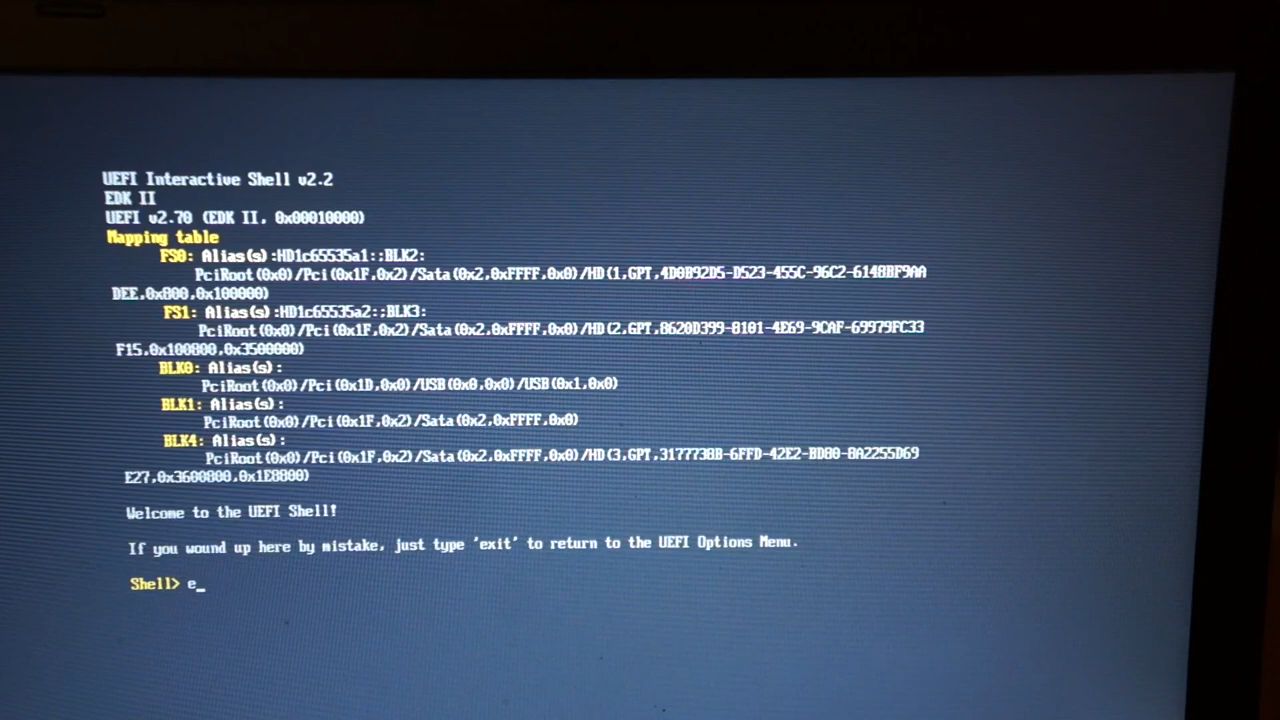 UEFI Interactive Shell v2.2
EDK II
UEFI v2.70 (EDK II, 0x00010000)
Mapping table
FS0: Alias(s):HD1c65535a1:;BLK2:
PciRoot(0x0)/Pci(0x1F,0x2)/Sata(0x2,0xFFFF,0x0)/HD(1,GPT,4D0B92D5-D523-455C-96C2-6148BF9AA
DEE,0x800,0x100000)
FS1: Alias(s):HD1c65535a2:;BLK3:
PciRoot(0x0)/Pci(0x1F,0x2)/Sata(0x2,0xFFFF,0x0)/HD(2,GPT,8620D399-8101-4E69-9CAF-69979FC33
F15,0x100800,0x3500000)
BLK0: Alias(s):
PciRoot(0x0)/Pci(0x1D,0x0)/USB(0x0,0x0)/USB(0x1,0x0)
BLK1: Alias(s):
PciRoot(0x0)/Pci(0x1F,0x2)/Sata(0x2,0xFFFF,0x0)
BLK4: Alias(s):
PciRoot(0x0)/Pci(0x1F,0x2)/Sata(0x2,0xFFFF,0x0)/HD(3,GPT,3177738B-6FFD-42E2-BD80-8A2255D69
E27,0x3600800,0x1E8800)
Welcome to the UEFI Shell!
If you wound up here by mistake, just type 'exit' to return to the UEFI Options Menu.
Shell> e_